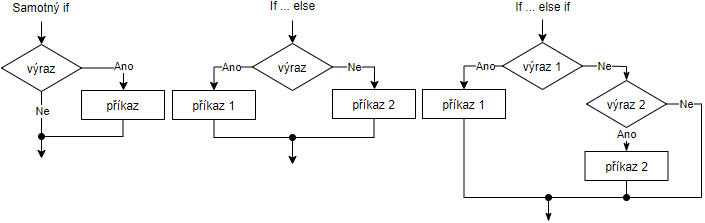 Samotný if
výraz
Ano
Ne
příkaz
If ... else
Ano
výraz
Ne
příkaz 1
příkaz 2
If ... else if
Ano
výraz 1
Ne
příkaz 1
výraz 2
Ne
Ano
příkaz 2